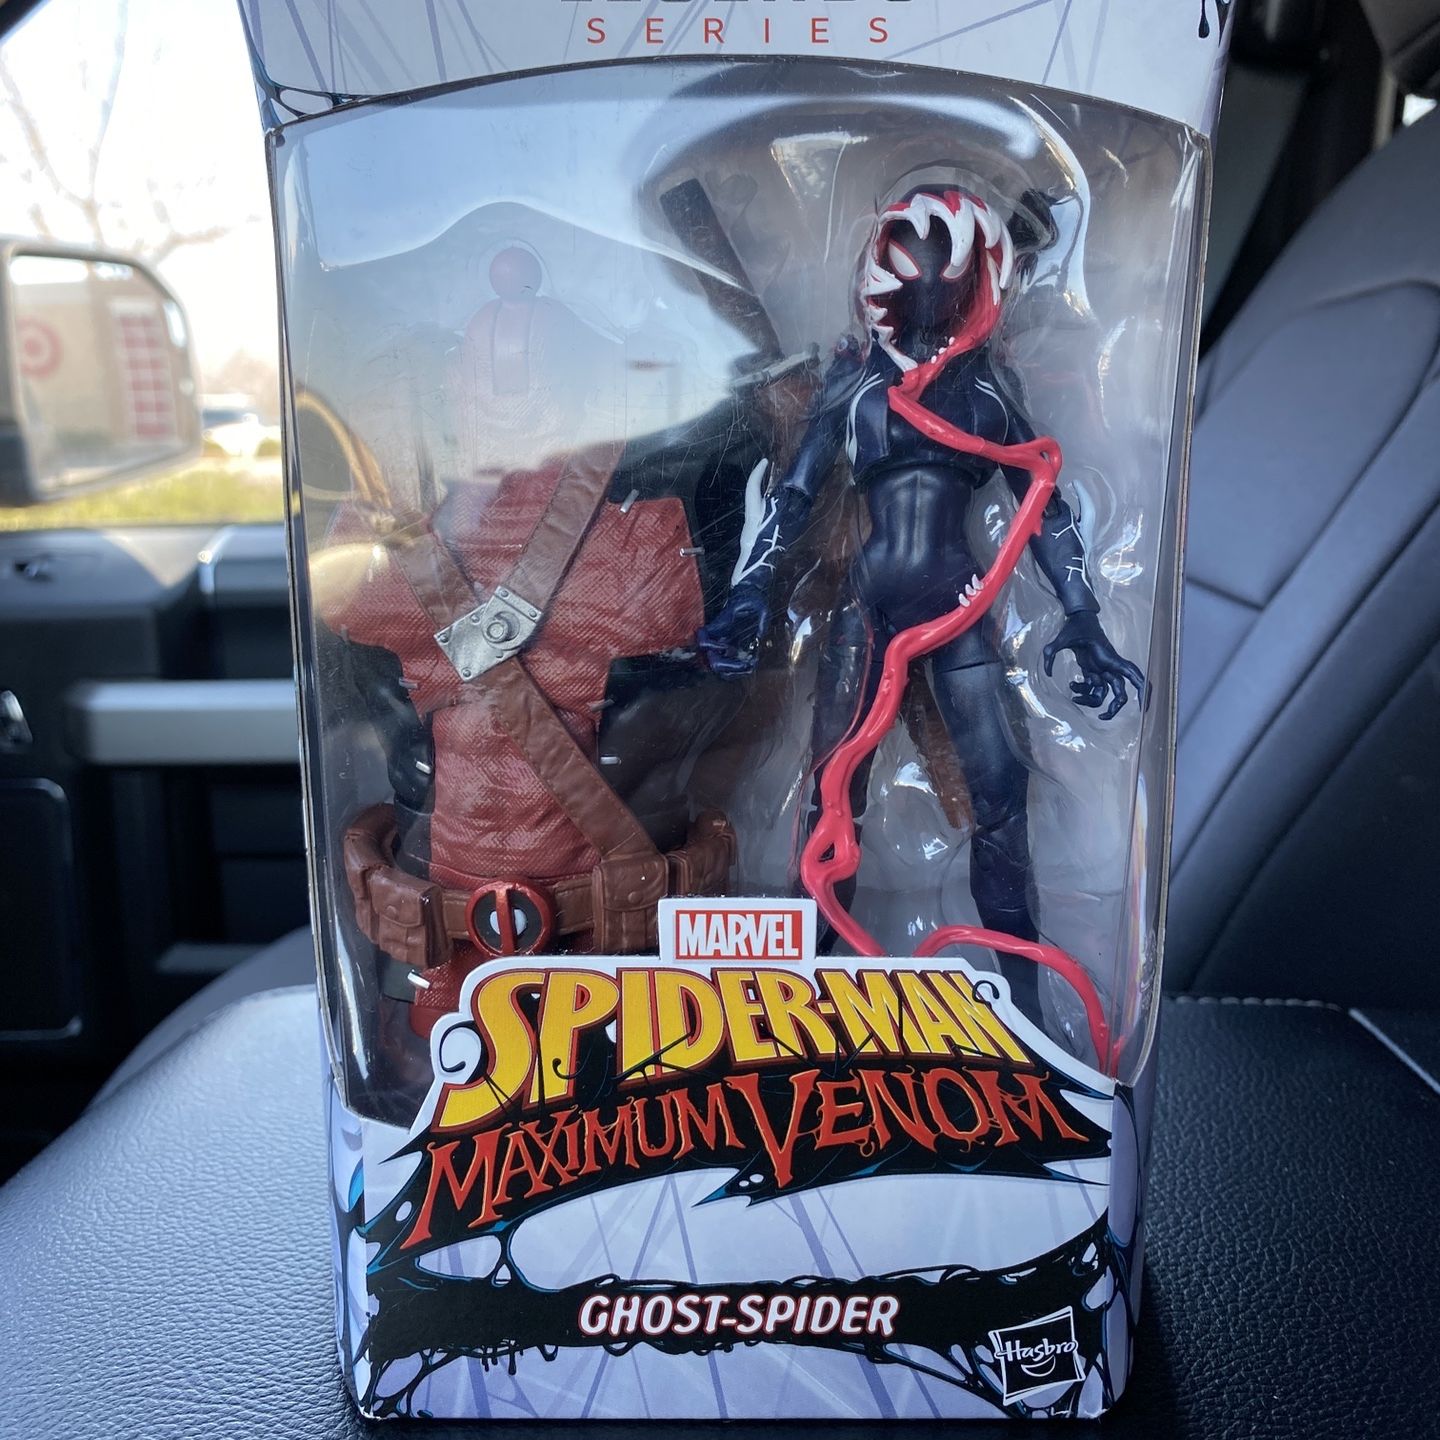 SERIES
MARVEL
SPIDER-MAN
MAXIMUM VENOM
GHOST-SPIDER
Hasbro